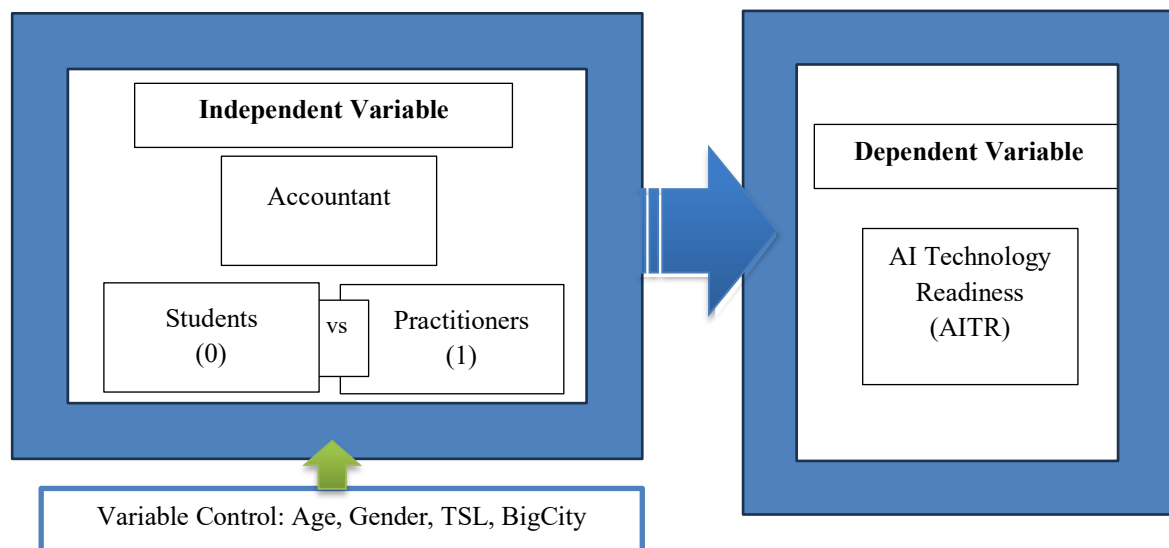 Independent Variable
Accountant
Students
(0)
vs
Practitioners
(1)
Variable Control: Age, Gender, TSL, BigCity
Dependent Variable
AI Technology
Readiness
(AITR)